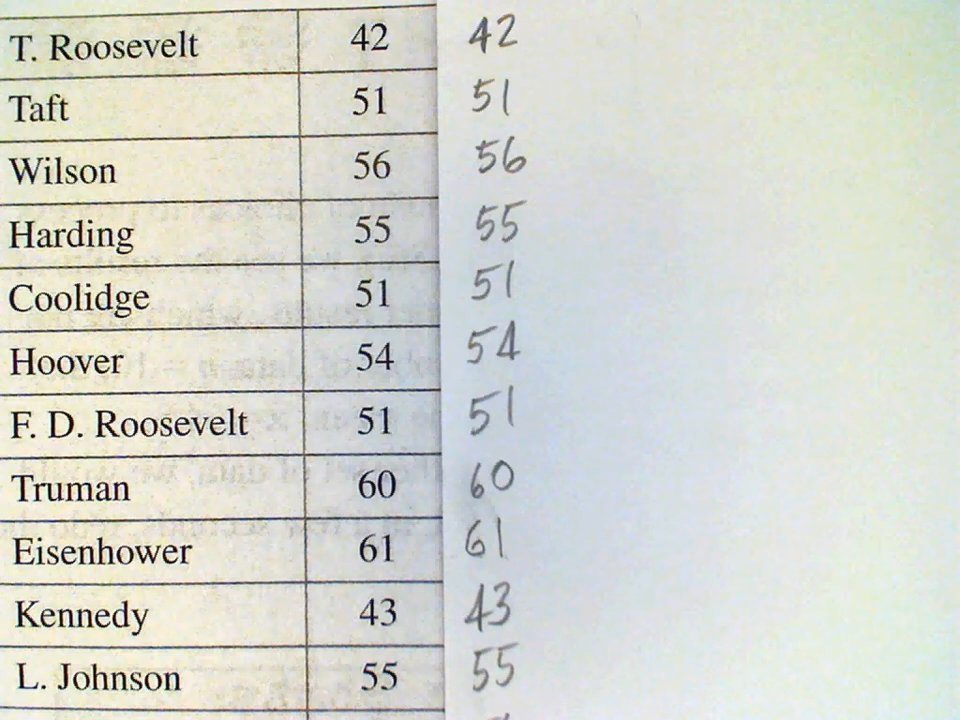 T. Roosevelt 42 42
Taft 51 51
Wilson 56 56
Harding 55 55
Coolidge 51 51
Hoover 54 54
F. D. Roosevelt 51 51
Truman 60 60
Eisenhower 61 61
Kennedy 43 43
L. Johnson 55 55